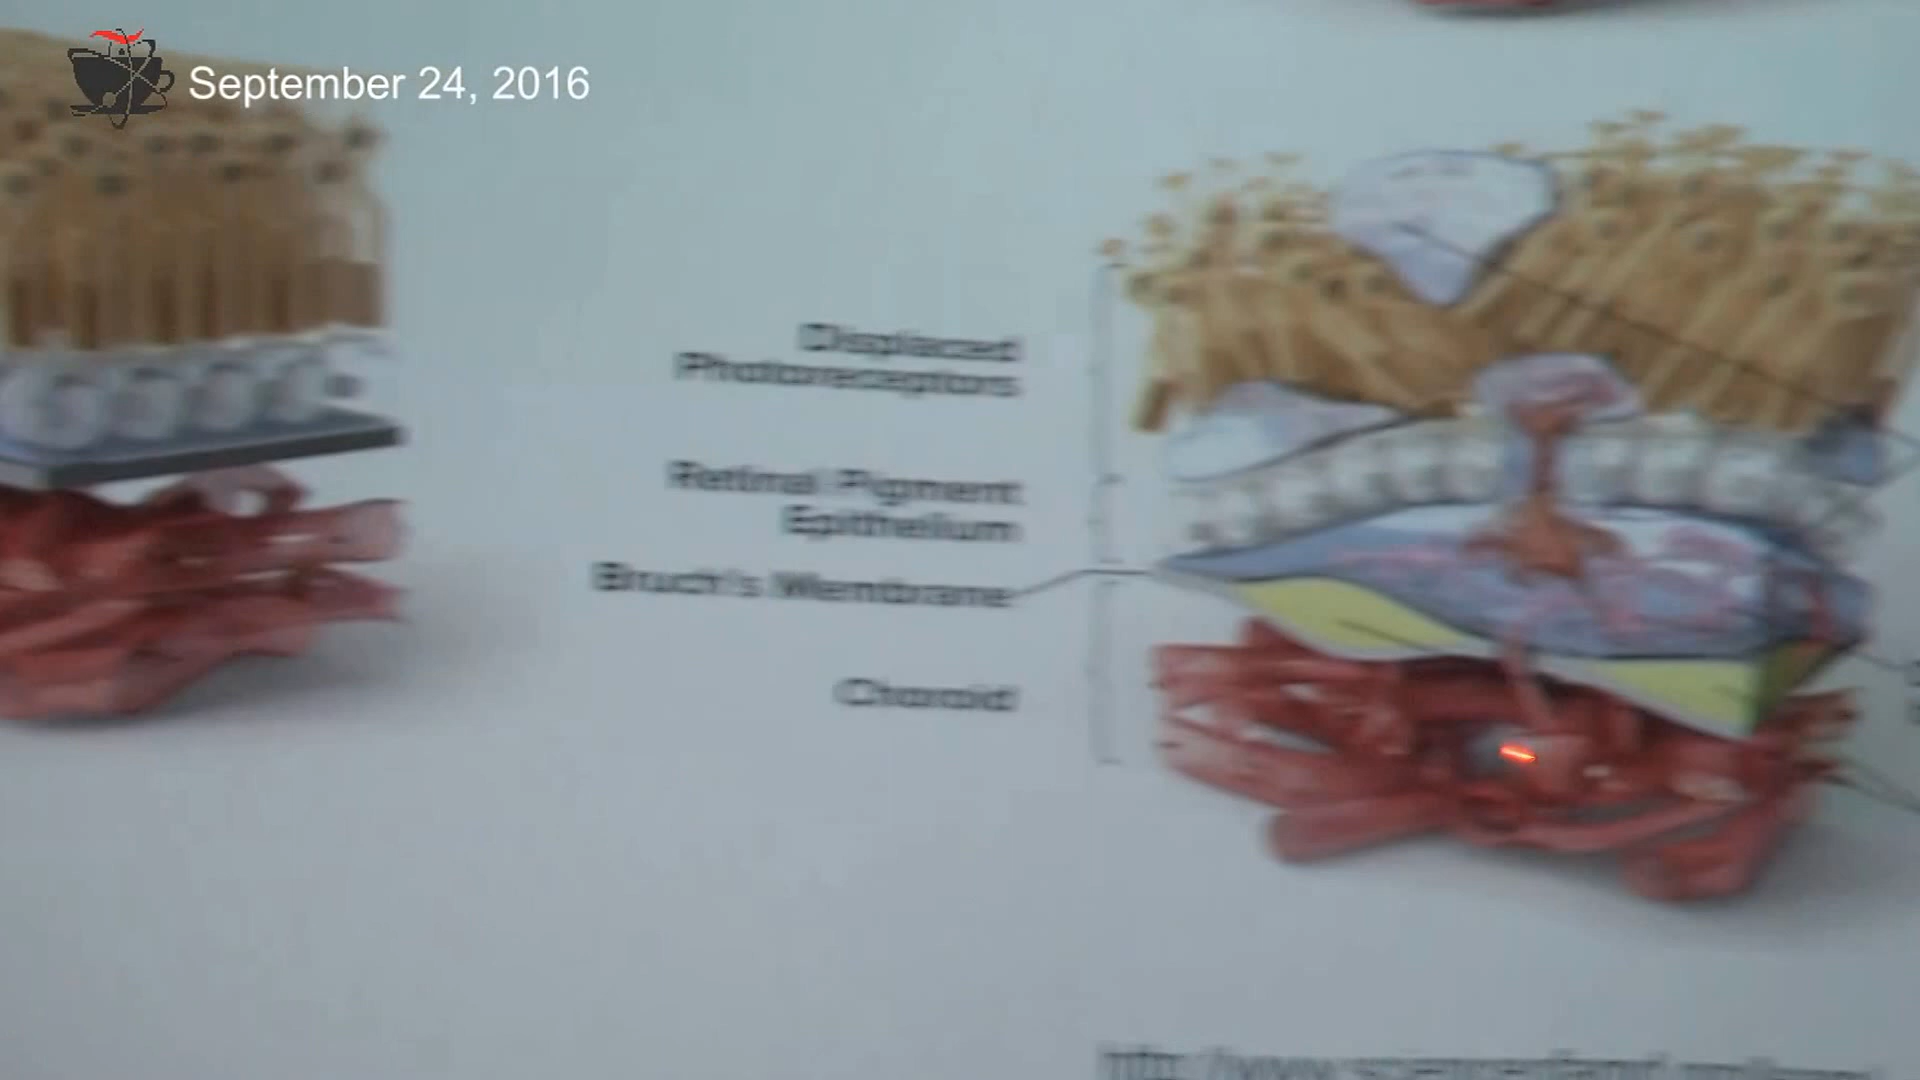 September 24, 2016
Displaced
Photoreceptors
Retinal Pigment
Epithelium
Bruch's Membrane
Choroid